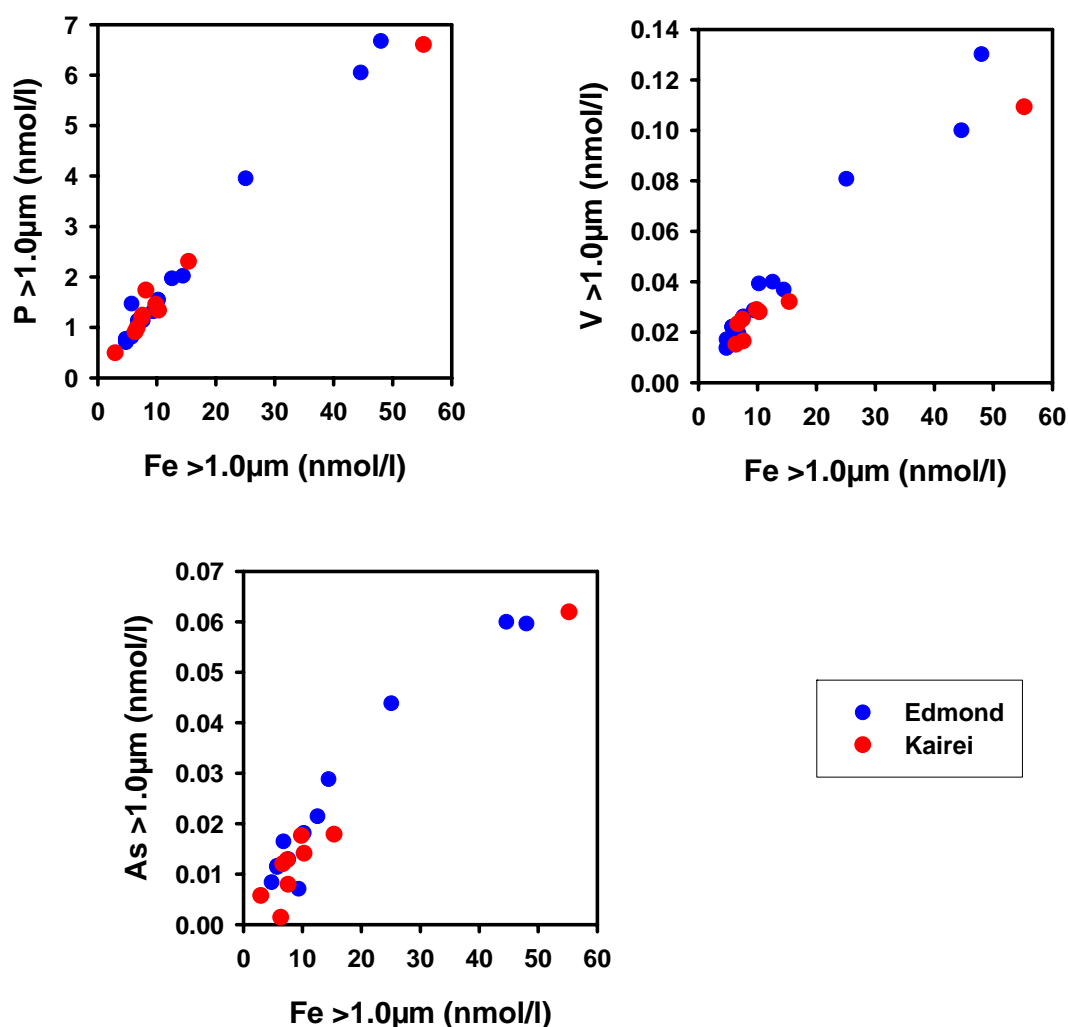 P >1.0µm (nmol/l)
7
6
5
4
3
2
1
0
0 10 20 30 40 50 60
Fe >1.0µm (nmol/l)
V >1.0µm (nmol/l)
0.14
0.12
0.10
0.08
0.06
0.04
0.02
0.00
0 10 20 30 40 50 60
Fe >1.0µm (nmol/l)
As >1.0µm (nmol/l)
0.07
0.06
0.05
0.04
0.03
0.02
0.01
0.00
0 10 20 30 40 50 60
Fe >1.0µm (nmol/l)
Edmond
Kairei